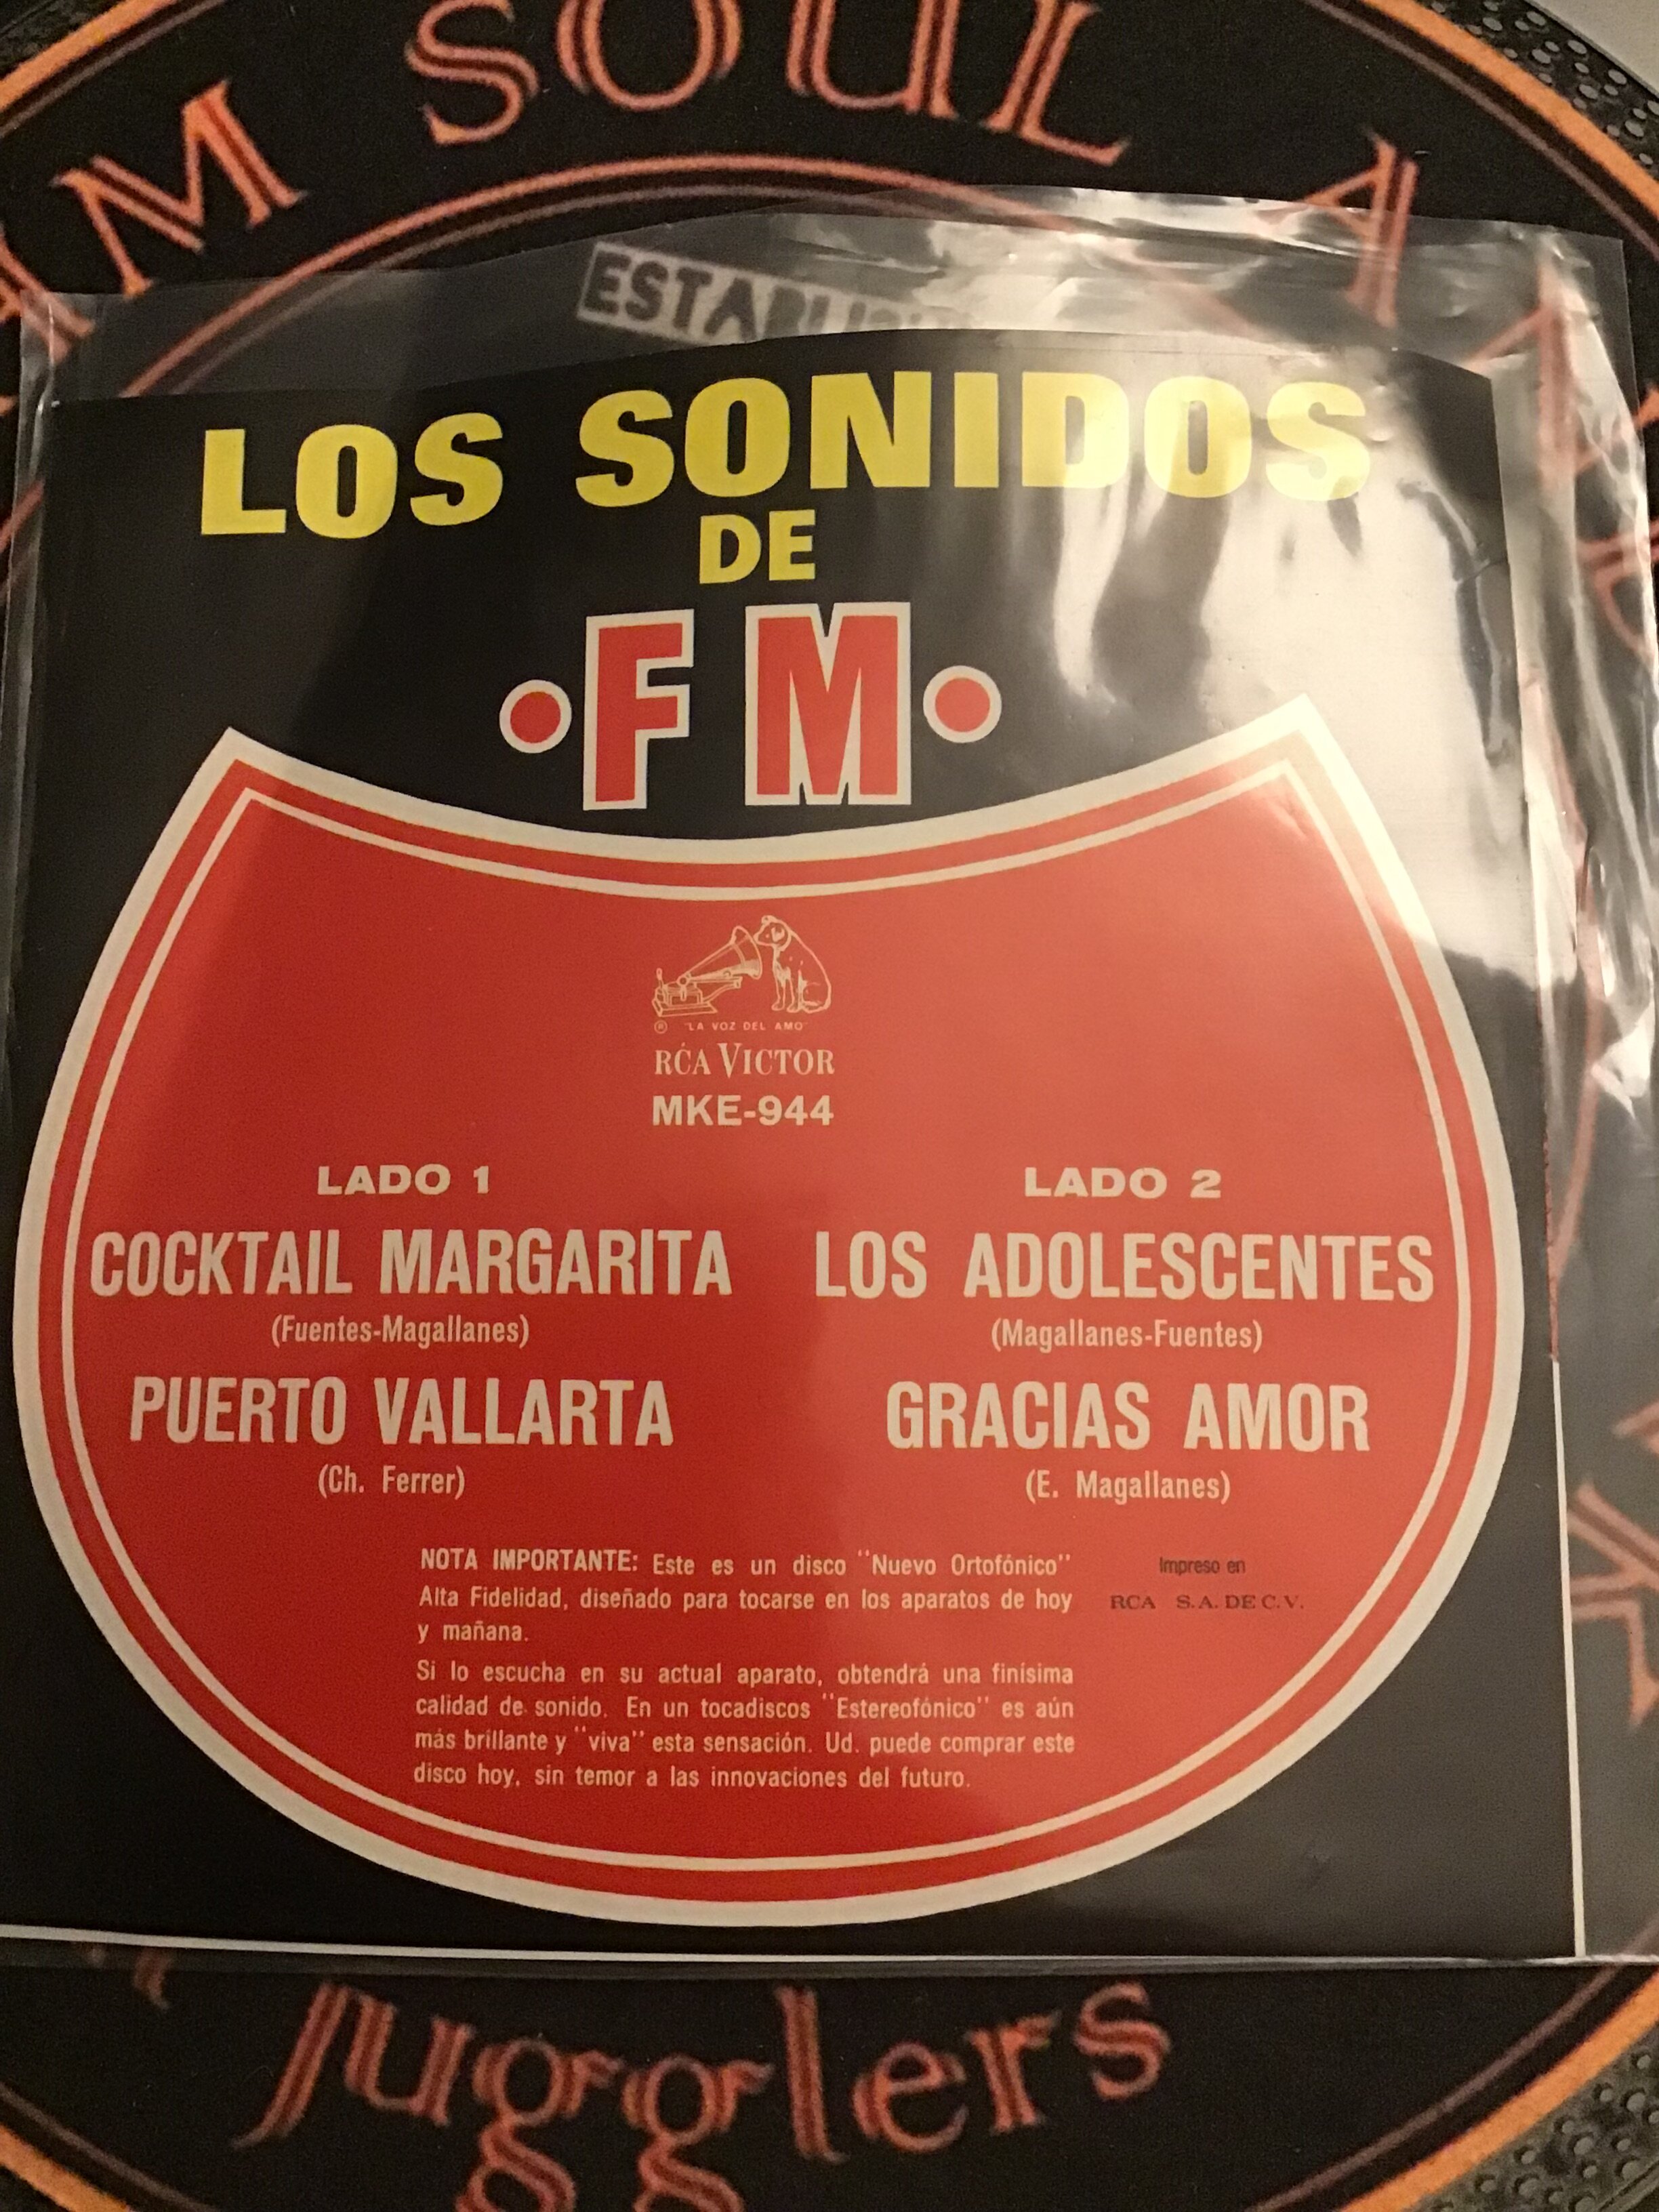 SOUL
LOS SONIDOS
DE
·FM·
® "LA VOZ DEL AMO"
RCA VICTOR
MKE-944
LADO 1
COCKTAIL MARGARITA
(Fuentes-Magallanes)
PUERTO VALLARTA
(Ch. Ferrer)
LADO 2
LOS ADOLESCENTES
(Magallanes-Fuentes)
GRACIAS AMOR
(E. Magallanes)
NOTA IMPORTANTE: Este es un disco "Nuevo Ortofónico"
Alta Fidelidad, diseñado para tocarse en los aparatos de hoy
y mañana.
Si lo escucha en su actual aparato, obtendrá una finísima
calidad de sonido. En un tocadiscos "Estereofónico" es aún
más brillante y "viva" esta sensación. Ud. puede comprar este
disco hoy, sin temor a las innovaciones del futuro.
Impreso en
RCA S.A. DE C.V.
Jugglers